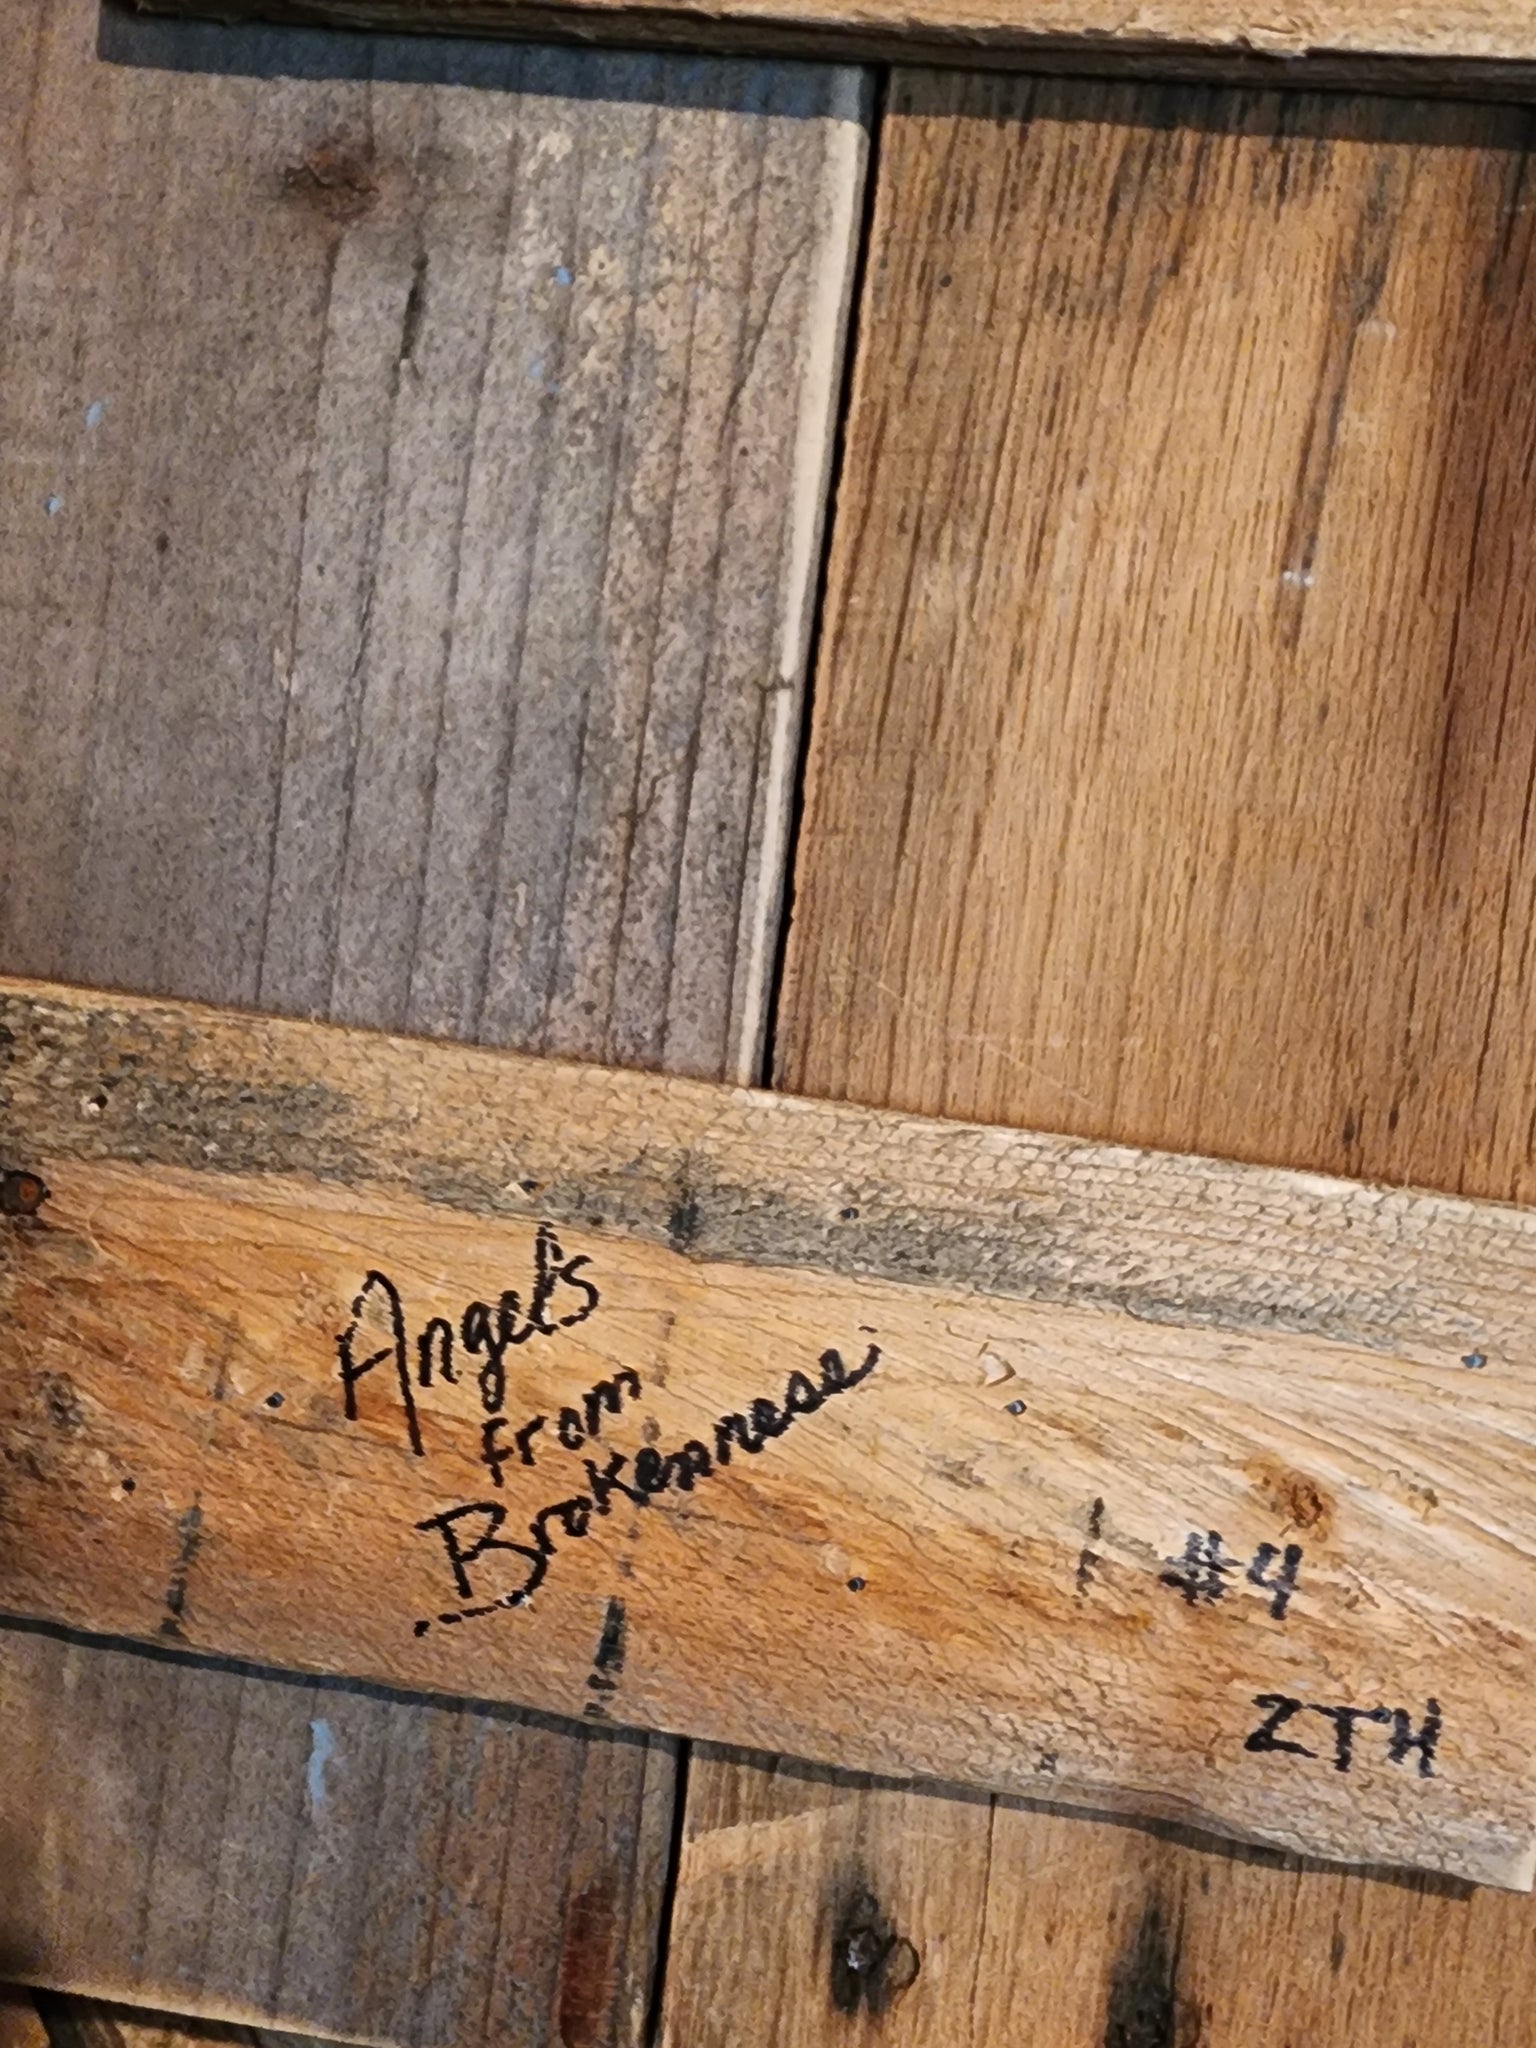 Angels
From
Brokenness
#4
ZTH